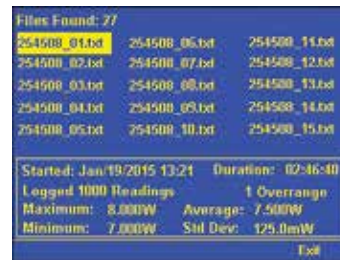 Files Found: 27
254508_01.txt 254508_06.txt 254508_11.txt
254508_02.txt 254508_07.txt 254508_12.txt
254508_03.txt 254508_08.txt 254508_13.txt
254508_04.txt 254508_09.txt 254508_14.txt
254508_05.txt 254508_10.txt 254508_15.txt
Started: Jan/19/2015 13:21 Duration: 02:46:40
Logged 1000 Readings 1 Overrange
Maximum: 8.000W Average: 7.500W
Minimum: 7.000W Std Dev: 125.0mW
Exit